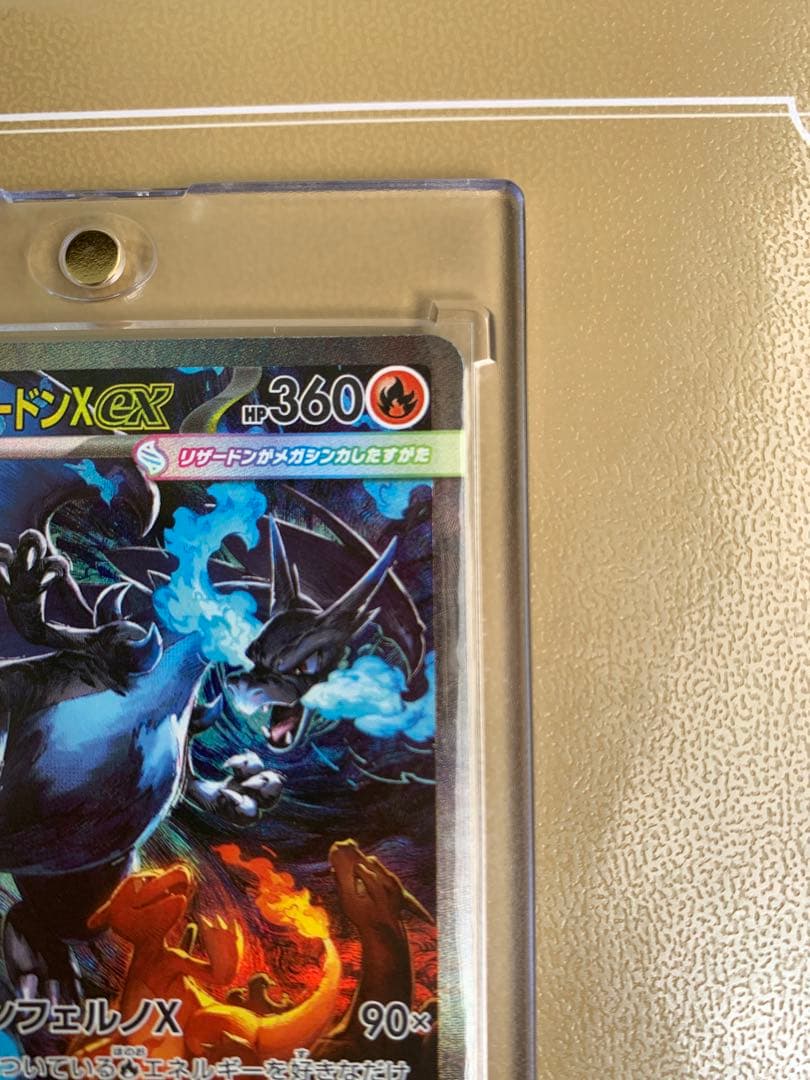 ードンXex HP360
リザードンがメガシンカしたすがた
ンフェルノX 90×
ついている エネルギーを好きなだけ